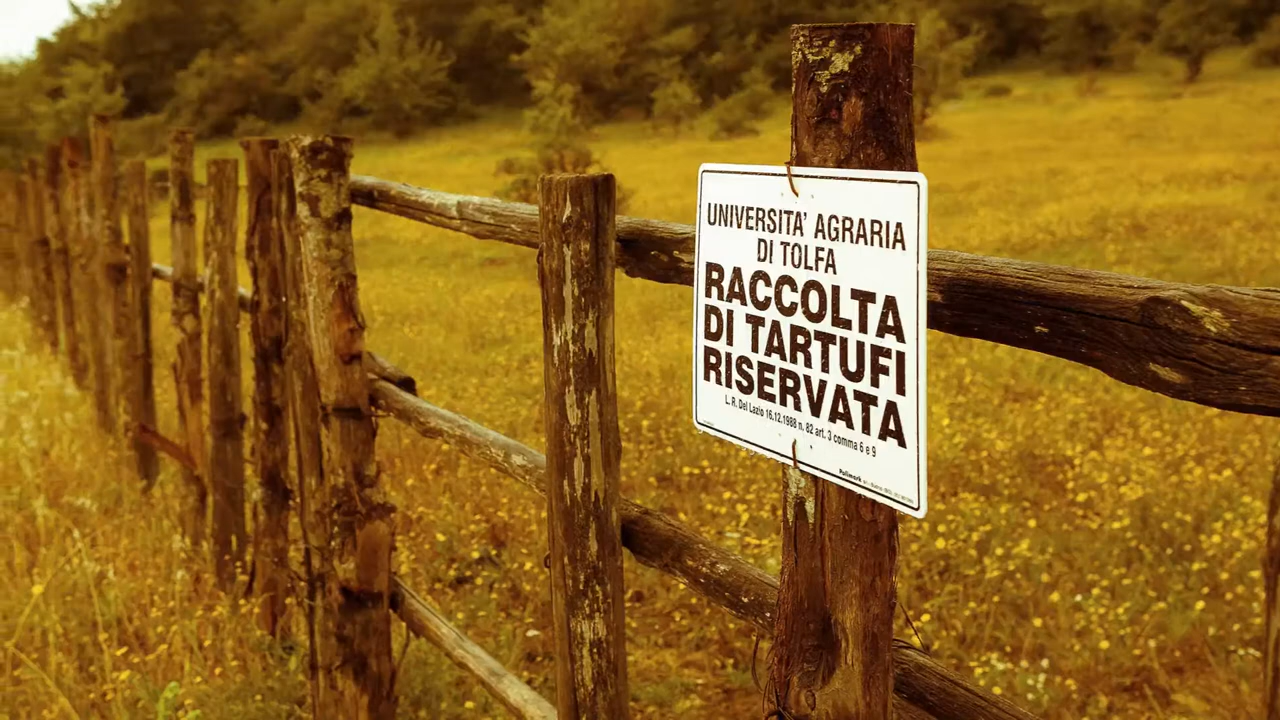 UNIVERSITA' AGRARIA
DI TOLFA
RACCOLTA
DI TARTUFI
RISERVATA
L. R. Del Lazio 16.12.1988 n. 82 art. 3 comma 6 e 9
Polimark